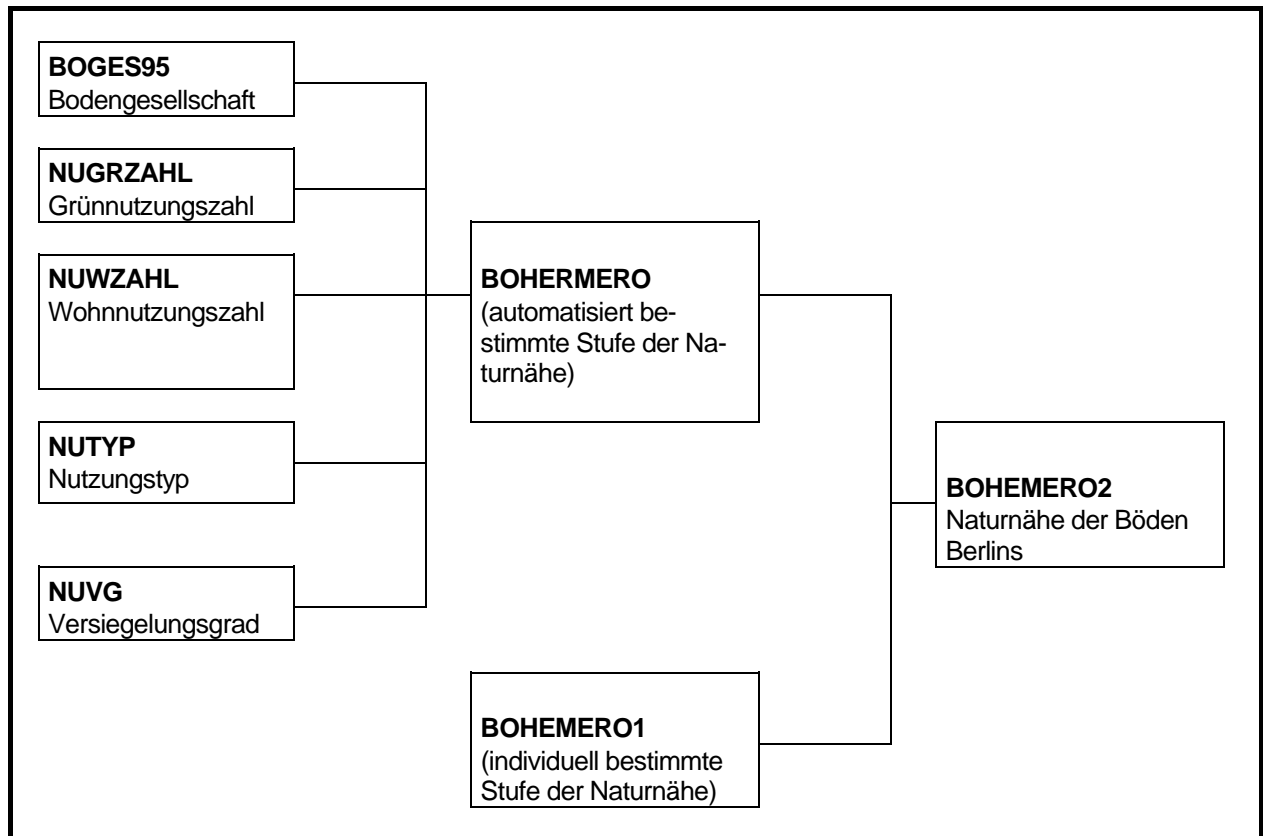 BOGES95
Bodengesellschaft
NUGRZAHL
Grünnutzungszahl
NUWZAHL
Wohnnutzungszahl
NUTYP
Nutzungstyp
NUVG
Versiegelungsgrad
BOHERMERO
(automatisiert be-
stimmte Stufe der Na-
turnähe)
BOHEMERO1
(individuell bestimmte
Stufe der Naturnähe)
BOHEMERO2
Naturnähe der Böden
Berlins